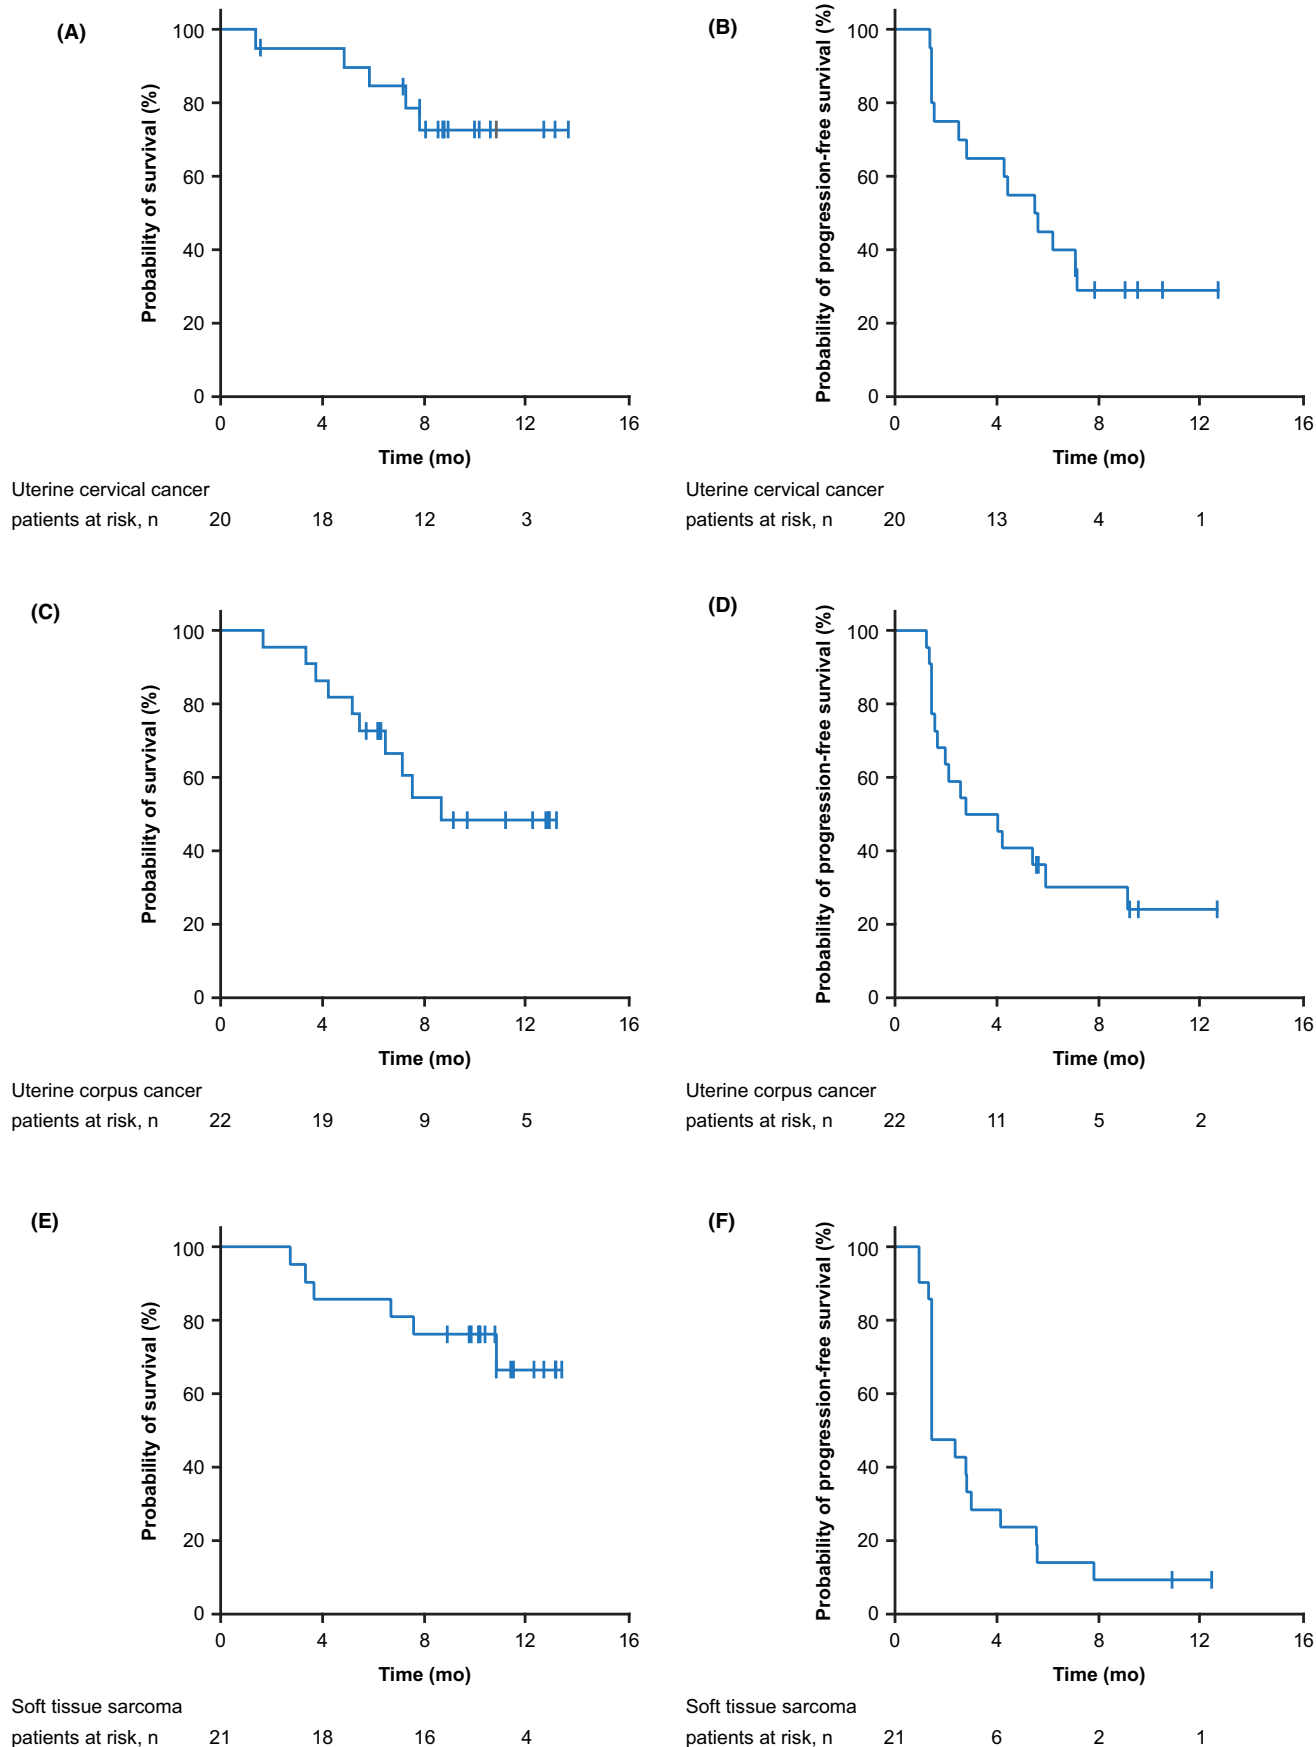 (A)
Probability of survival (%)
100
80
60
40
20
0
0 4 8 12 16
Time (mo)
Uterine cervical cancer
patients at risk, n 20 18 12 3
(B)
Probability of progression-free survival (%)
100
80
60
40
20
0
0 4 8 12 16
Time (mo)
Uterine cervical cancer
patients at risk, n 20 13 4 1
(C)
Probability of survival (%)
100
80
60
40
20
0
0 4 8 12 16
Time (mo)
Uterine corpus cancer
patients at risk, n 22 19 9 5
(D)
Probability of progression-free survival (%)
100
80
60
40
20
0
0 4 8 12 16
Time (mo)
Uterine corpus cancer
patients at risk, n 22 11 5 2
(E)
Probability of survival (%)
100
80
60
40
20
0
0 4 8 12 16
Time (mo)
Soft tissue sarcoma
patients at risk, n 21 18 16 4
(F)
Probability of progression-free survival (%)
100
80
60
40
20
0
0 4 8 12 16
Time (mo)
Soft tissue sarcoma
patients at risk, n 21 6 2 1